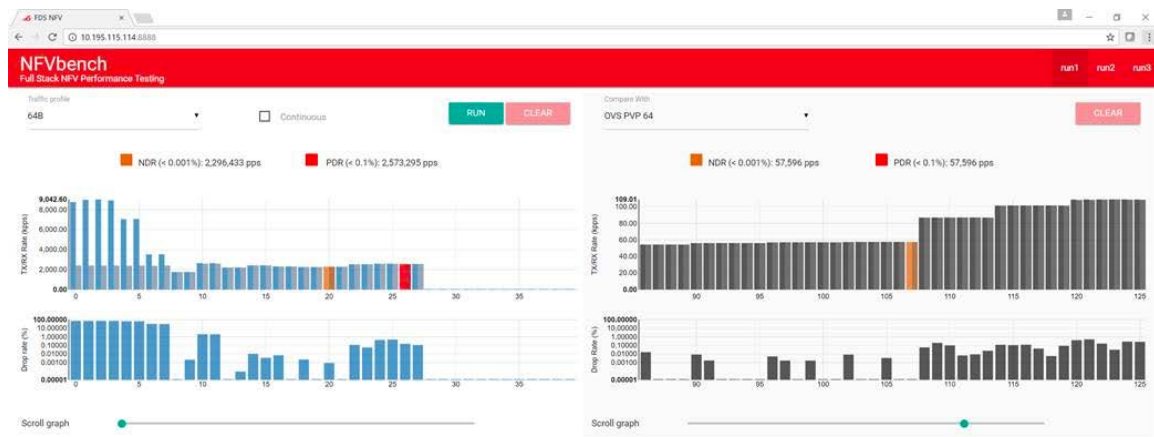 FDS NFV
10.195.115.114:8888
NFVbench
Full Stack NFV Performance Testing
run1 run2 run3
Traffic profile
64B
Continuous
RUN
CLEAR
NDR (< 0.001%): 2,296,433 pps
PDR (< 0.1%): 2,573,295 pps
TX/RX Rate (kpps)
9,042.60
8,000.00
6,000.00
4,000.00
2,000.00
0.00
0 5 10 15 20 25 30 35
Drop rate (%)
100.00000
10.00000
1.00000
0.10000
0.01000
0.00100
0.00001
0 5 10 15 20 25 30 35
Scroll graph
Compare With
OVS PVP 64
CLEAR
NDR (< 0.001%): 57,596 pps
PDR (< 0.1%): 57,596 pps
TX/RX Rate (kpps)
109.01
100.00
80.00
60.00
40.00
20.00
0.00
90 95 100 105 110 115 120 125
Drop Rate (%)
100.00000
10.00000
1.00000
0.10000
0.01000
0.00100
0.00001
90 95 100 105 110 115 120 125
Scroll graph